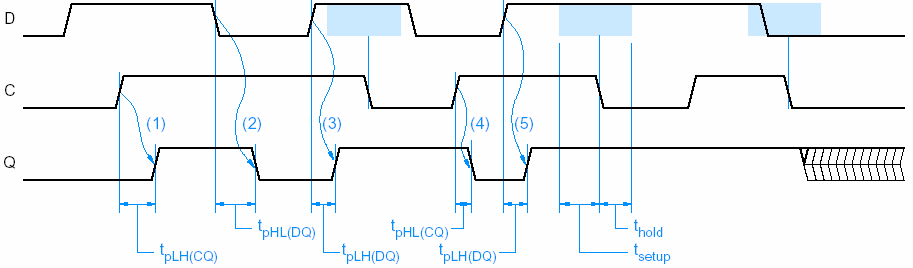 D
C
(1) (2) (3) (4) (5)
Q
tpHL(DQ) tpHL(CQ) thold
tpLH(CQ) tpLH(DQ) tpLH(DQ) tsetup